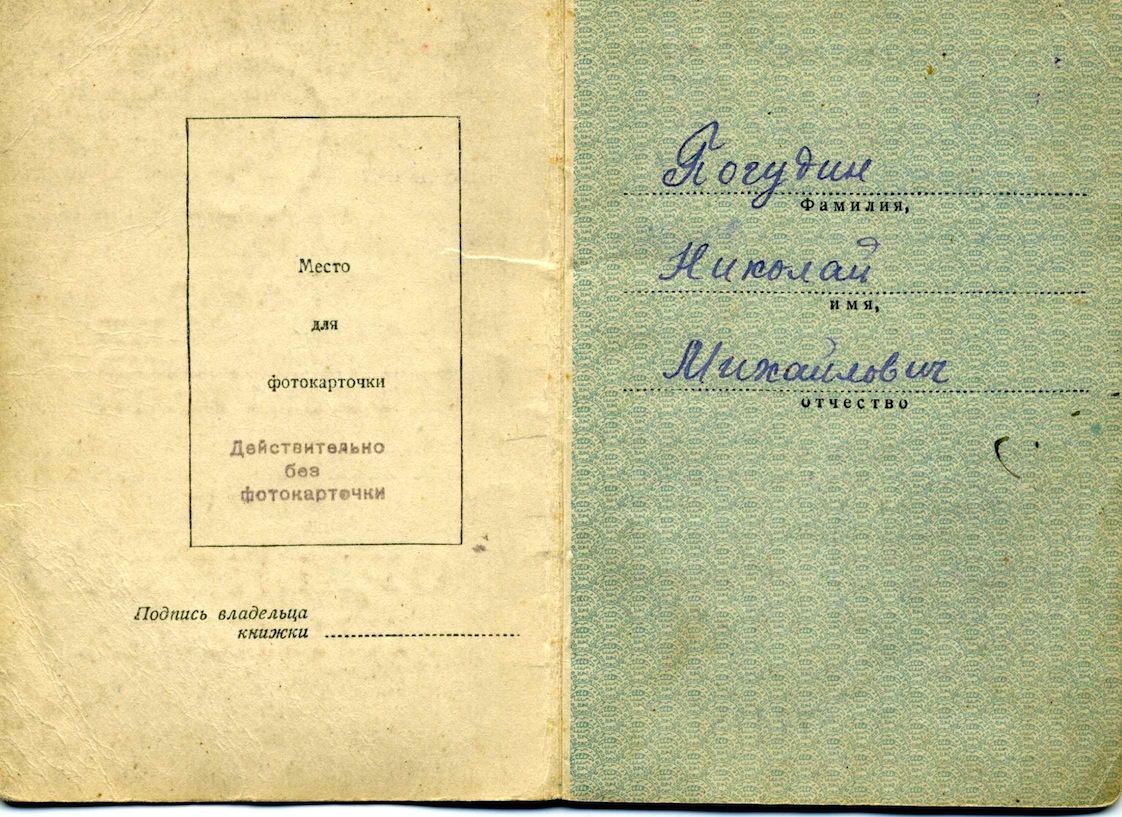 Место
для
фотокарточки
Действительно
без
фотокарточки
Подпись владельца
книжки
Погудин
Фамилия,
Николай
имя,
Михайлович
отчество